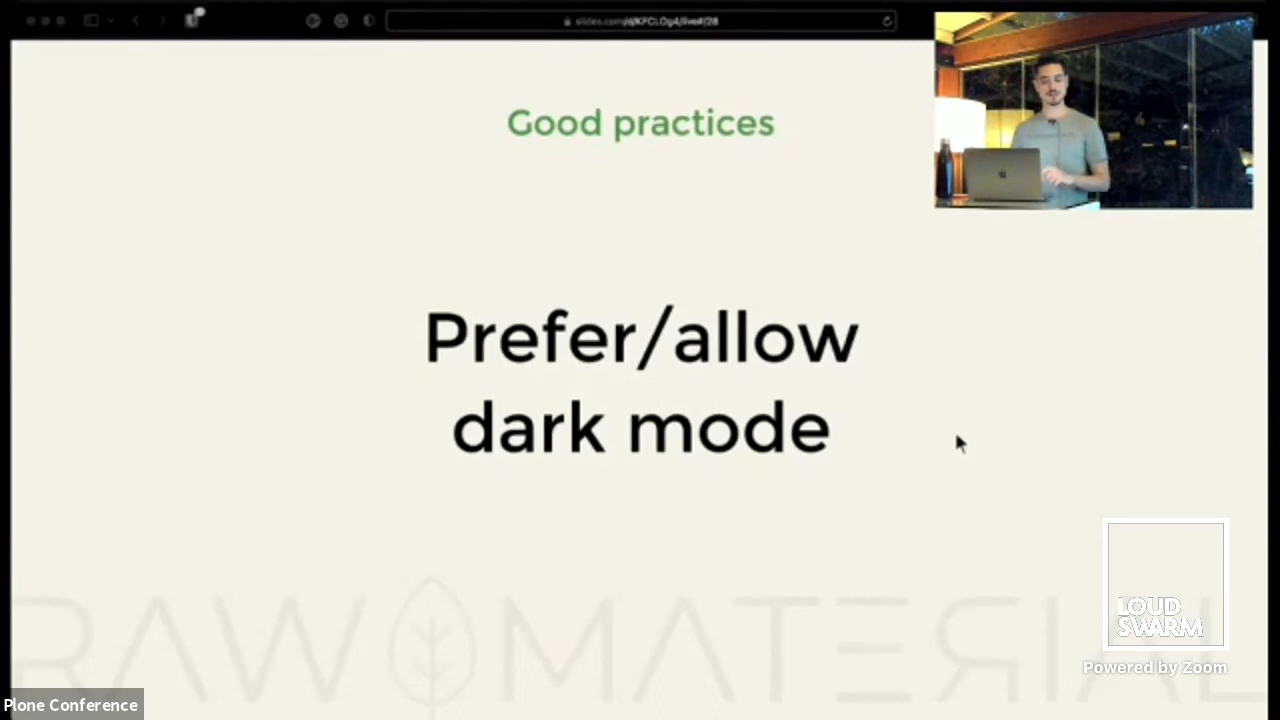 Good practices
Prefer/allow
dark mode
RAW MATERIAL
LOUD
SWARM
Powered by Zoom
Plone Conference